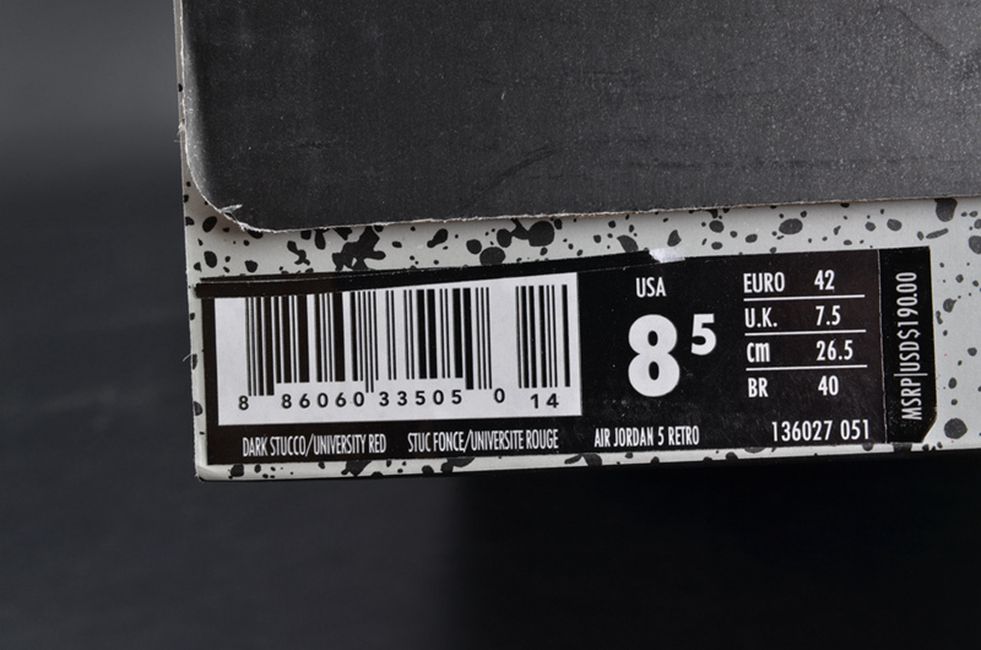 USA
8 5
EURO 42
U.K. 7.5
cm 26.5
BR 40
MSRP|USD$190.00
8 86060 33505 0 14
DARK STUCCO/UNIVERSITY RED STUC FONCE/UNIVERSITE ROUGE AIR JORDAN 5 RETRO 136027 051